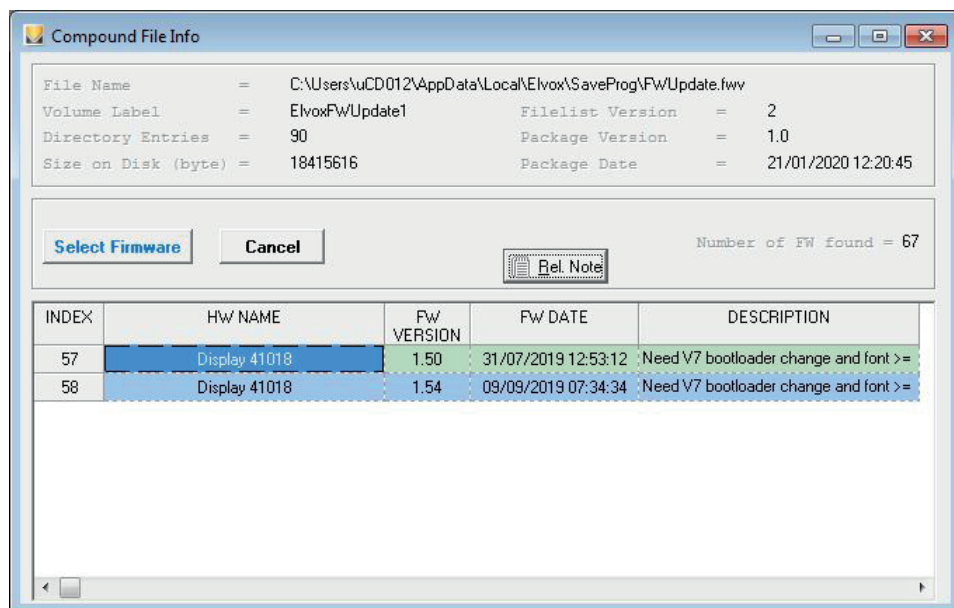 Compound File Info
File Name = C:\Users\uCD012\AppData\Local\Elvox\SaveProg\FWUpdate.fwv
Volume Label = ElvoxFWUpdate1 Filelist Version = 2
Directory Entries = 90 Package Version = 1.0
Size on Disk (byte) = 18415616 Package Date = 21/01/2020 12:20:45
Select Firmware Cancel Rel. Note Number of FW found = 67
INDEX HW NAME FW VERSION FW DATE DESCRIPTION
57 Display 41018 1.50 31/07/2019 12:53:12 Need V7 bootloader change and font >=
58 Display 41018 1.54 09/09/2019 07:34:34 Need V7 bootloader change and font >=